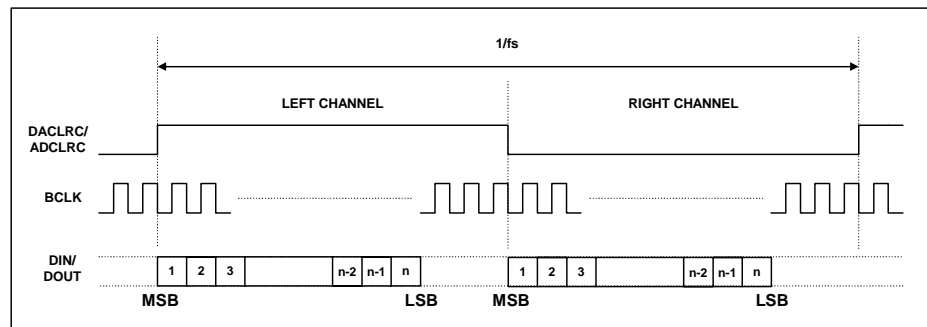 1/fs
LEFT CHANNEL
RIGHT CHANNEL
DACLRC/
ADCLRC
BCLK
DIN/
DOUT
1 2 3 n-2 n-1 n 1 2 3 n-2 n-1 n
MSB LSB MSB LSB